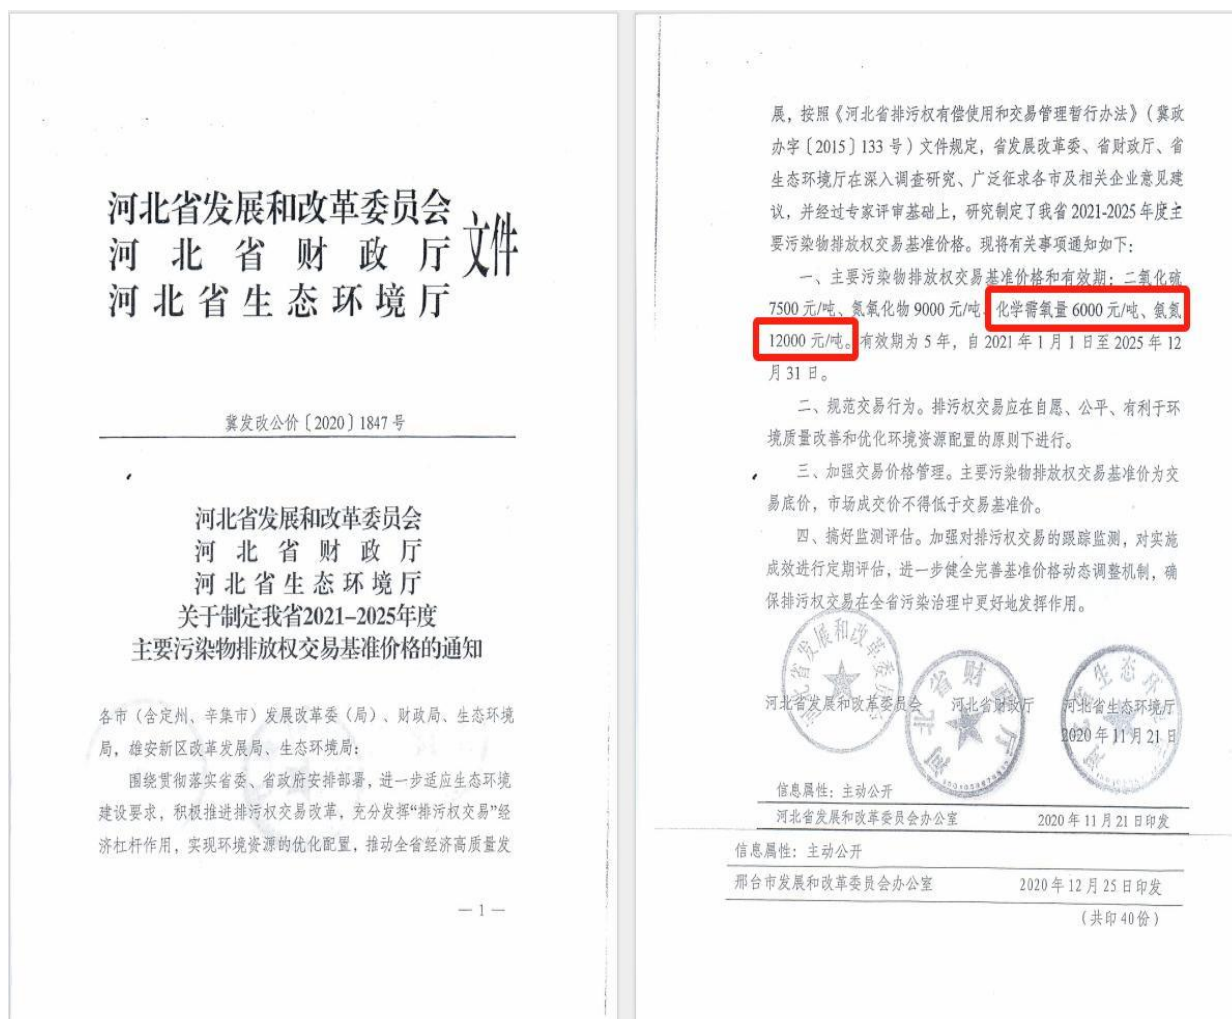 河北省发展和改革委员会
河北省财政厅
文件
河北省生态环境厅
冀发改公价〔2020〕1847号
河北省发展和改革委员会
河北省财政厅
河北省生态环境厅
关于制定我省2021-2025年度
主要污染物排放权交易基准价格的通知
各市（含定州、辛集市）发展改革委（局）、财政局、生态环境
局，雄安新区改革发展局、生态环境局：
围绕贯彻落实省委、省政府安排部署，进一步适应生态环境
建设要求，积极推进排污权交易改革，充分发挥“排污权交易”经
济杠杆作用，实现环境资源的优化配置，推动全省经济高质量发
— 1 —
展，按照《河北省排污权有偿使用和交易管理暂行办法》（冀政
办字〔2015〕133号）文件规定，省发展改革委、省财政厅、省
生态环境厅在深入调查研究、广泛征求各市及相关企业意见建
议，并经过专家评审基础上，研究制定了我省2021-2025年度主
要污染物排放权交易基准价格。现将有关事项通知如下：
一、主要污染物排放权交易基准价格和有效期：二氧化硫
7500元/吨、氮氧化物9000元/吨、化学需氧量6000元/吨、氨氮
12000元/吨。有效期为5年，自2021年1月1日至2025年12
月31日。
二、规范交易行为。排污权交易应在自愿、公平、有利于环
境质量改善和优化环境资源配置的原则下进行。
三、加强交易价格管理。主要污染物排放权交易基准价为交
易底价，市场成交价不得低于交易基准价。
四、搞好监测评估。加强对排污权交易的跟踪监测，对实施
成效进行定期评估，进一步健全完善基准价格动态调整机制，确
保排污权交易在全省污染治理中更好地发挥作用。
河北省发展和改革委员会 河北省财政厅 河北省生态环境厅
2020年11月21日
信息属性：主动公开
河北省发展和改革委员会办公室 2020年11月21日印发
信息属性：主动公开
邢台市发展和改革委员会办公室 2020年12月25日印发
（共印40份）